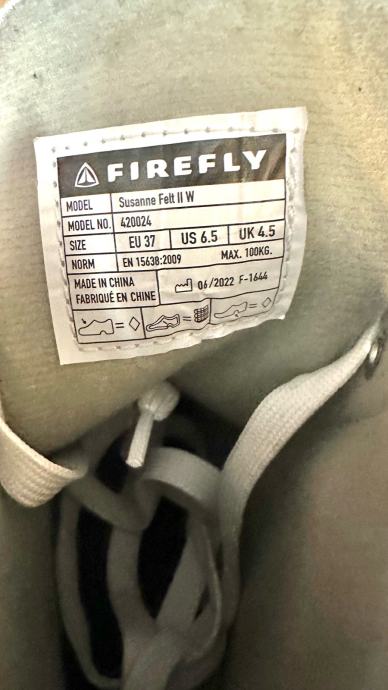 FIREFLY
MODEL Susanne Felt II W
MODEL NO. 420024
SIZE EU 37 US 6.5 UK 4.5
NORM EN 15638:2009 MAX. 100KG.
MADE IN CHINA
FABRIQUÉ EN CHINE
06/2022 F-1644